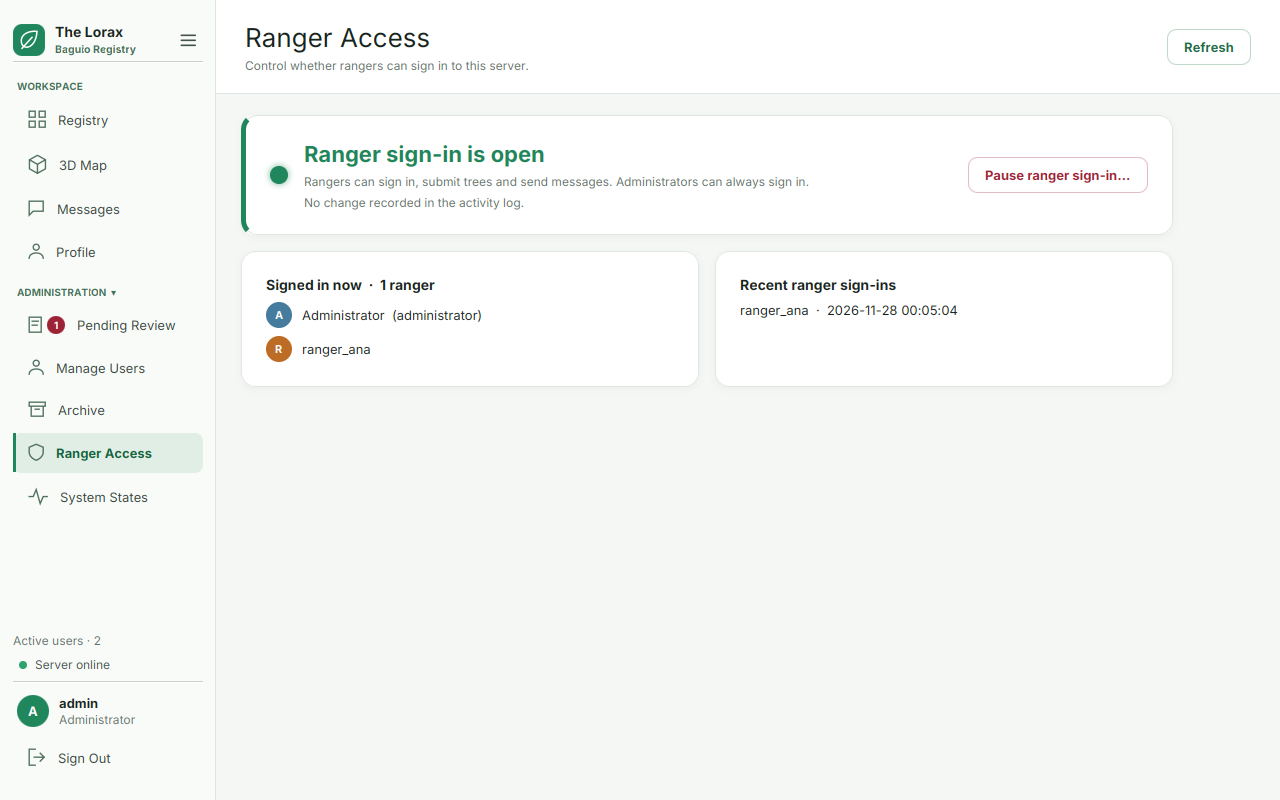 The Lorax
Baguio Registry
WORKSPACE
Registry
3D Map
Messages
Profile
ADMINISTRATION ▾
1 Pending Review
Manage Users
Archive
Ranger Access
System States
Active users · 2
Server online
A
admin
Administrator
Sign Out
Ranger Access
Control whether rangers can sign in to this server.
Refresh
Ranger sign-in is open
Rangers can sign in, submit trees and send messages. Administrators can always sign in.
No change recorded in the activity log.
Pause ranger sign-in...
Signed in now · 1 ranger
A Administrator (administrator)
R ranger_ana
Recent ranger sign-ins
ranger_ana · 2026-11-28 00:05:04